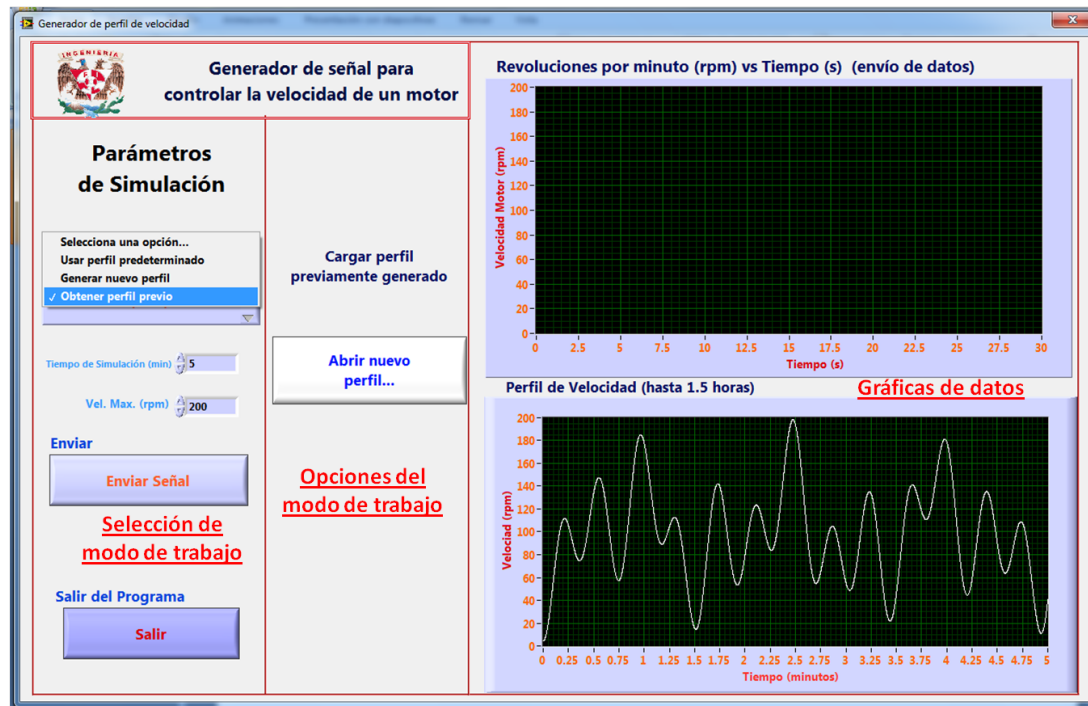 Generador de perfil de velocidad
INGENIERÍA
Generador de señal para
controlar la velocidad de un motor
Parámetros
de Simulación
Selecciona una opción...
Usar perfil predeterminado
Generar nuevo perfil
✓ Obtener perfil previo
Tiempo de Simulación (min) 5
Vel. Max. (rpm) 200
Enviar
Enviar Señal
Selección de
modo de trabajo
Salir del Programa
Salir
Cargar perfil
previamente generado
Abrir nuevo
perfil...
Opciones del
modo de trabajo
Revoluciones por minuto (rpm) vs Tiempo (s) (envío de datos)
Velocidad Motor (rpm)
200
180
160
140
120
100
80
60
40
20
0
0 2.5 5 7.5 10 12.5 15 17.5 20 22.5 25 27.5 30
Tiempo (s)
Perfil de Velocidad (hasta 1.5 horas)
Gráficas de datos
Velociad (rpm)
200
180
160
140
120
100
80
60
40
20
0
0 0.25 0.5 0.75 1 1.25 1.5 1.75 2 2.25 2.5 2.75 3 3.25 3.5 3.75 4 4.25 4.5 4.75 5
Tiempo (minutos)